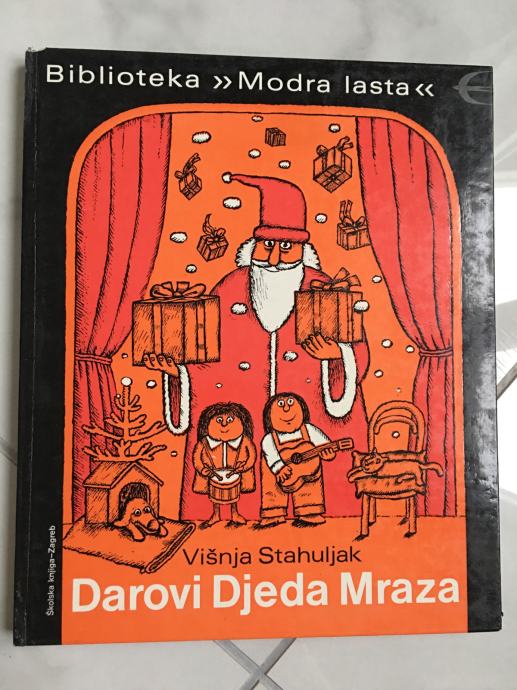 Biblioteka »Modra lasta«
Višnja Stahuljak
Darovi Djeda Mraza
Školska knjiga–Zagreb